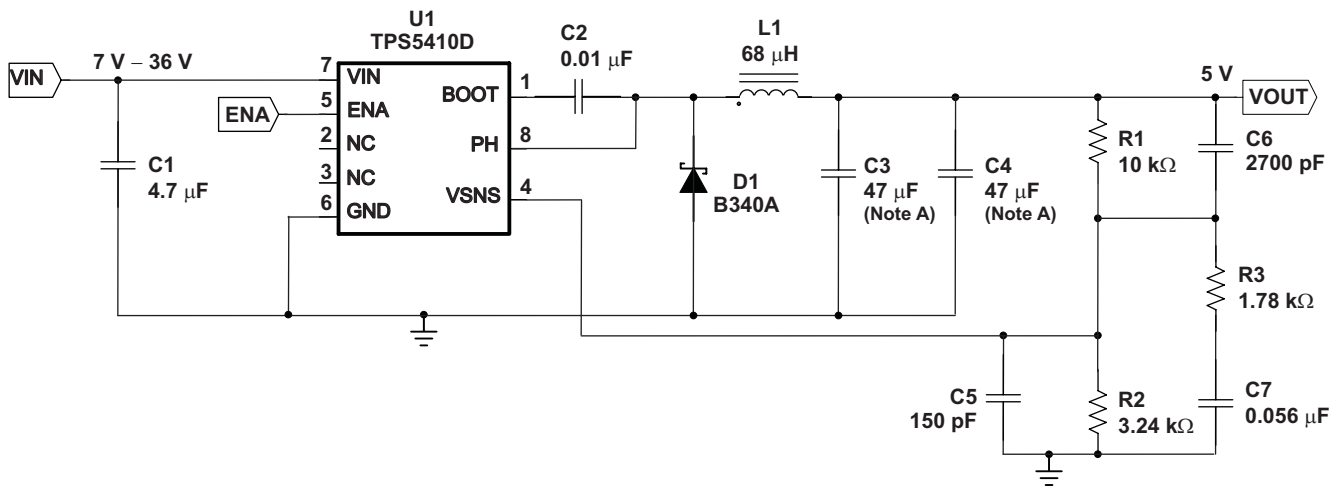 U1
TPS5410D
C2
0.01 μF
L1
68 μH
VIN
7 V – 36 V
7
VIN
BOOT
1
5 V
VOUT
ENA
5
ENA
2
NC
PH
8
3
NC
VSNS
4
6
GND
C1
4.7 μF
D1
B340A
C3
47 μF
(Note A)
C4
47 μF
(Note A)
R1
10 kΩ
C6
2700 pF
R3
1.78 kΩ
C5
150 pF
R2
3.24 kΩ
C7
0.056 μF